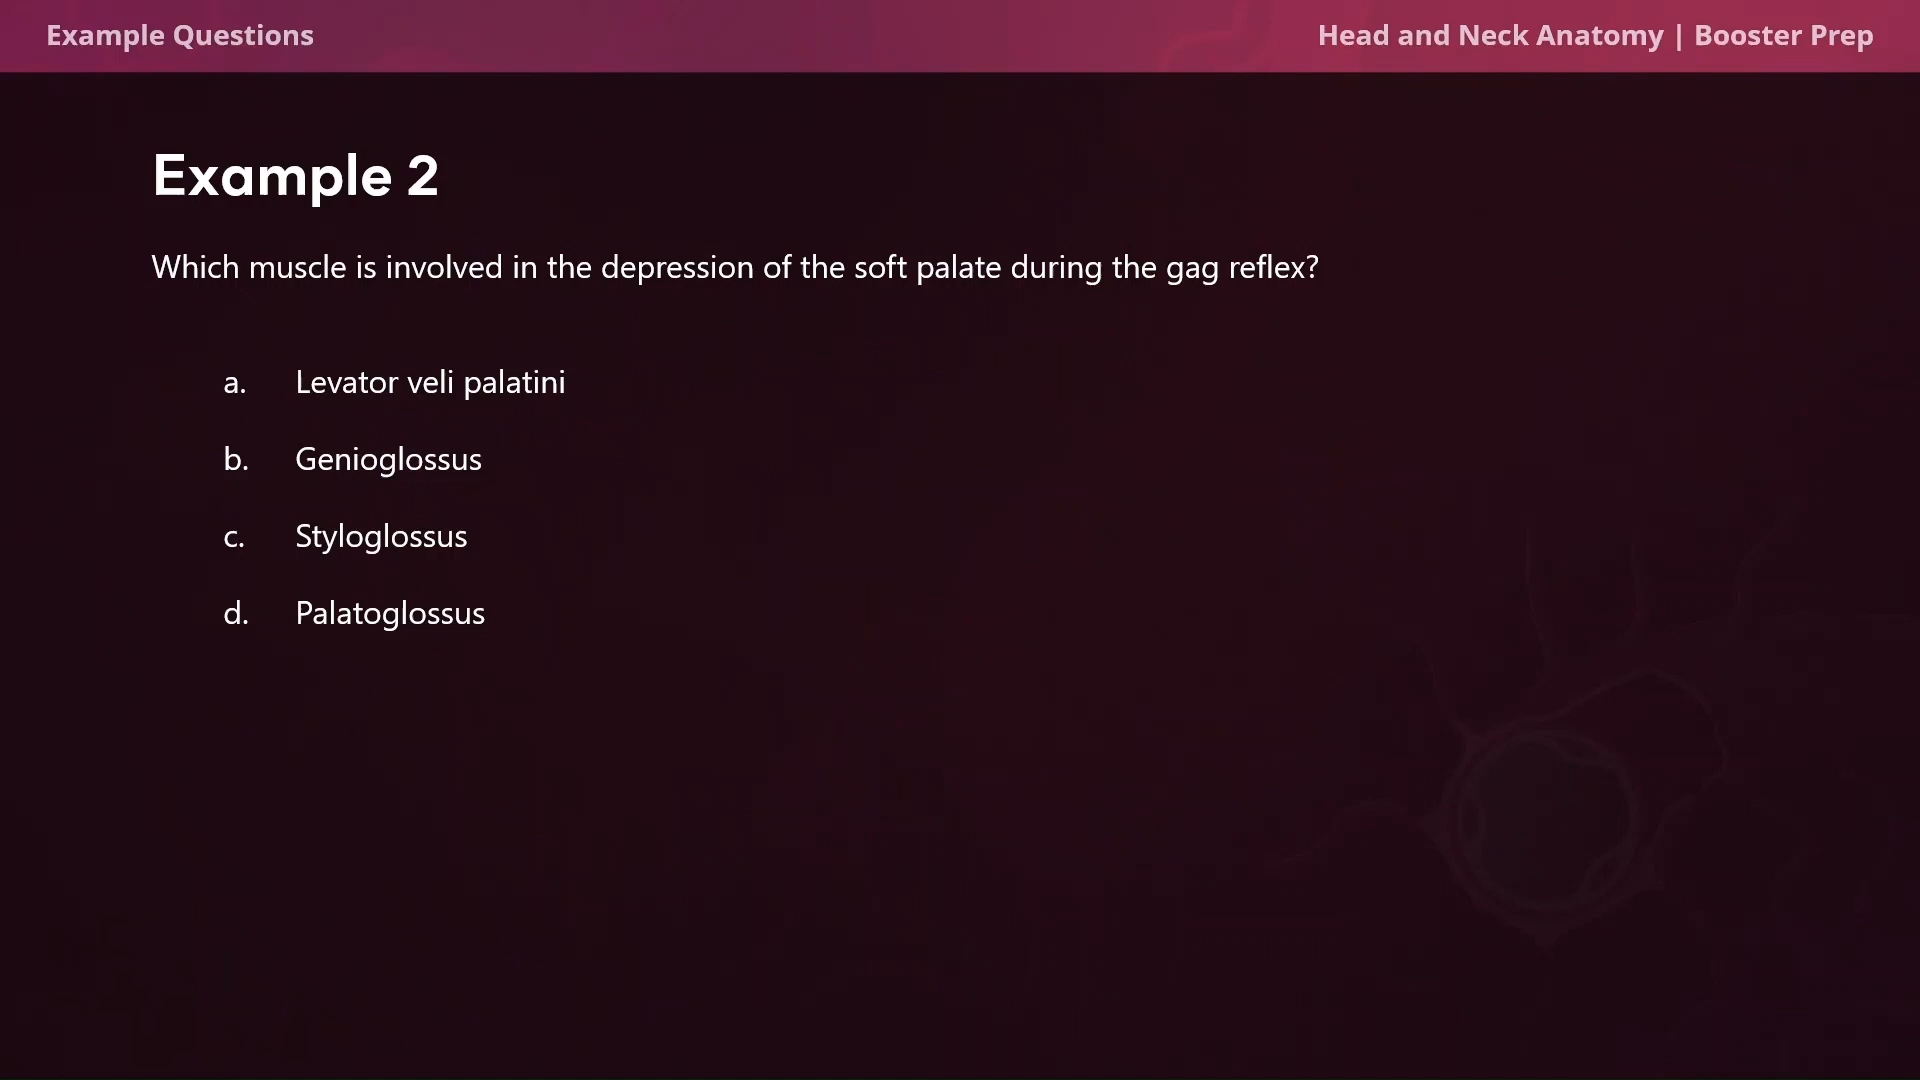 Example Questions
Head and Neck Anatomy | Booster Prep
Example 2
Which muscle is involved in the depression of the soft palate during the gag reflex?
a. Levator veli palatini
b. Genioglossus
c. Styloglossus
d. Palatoglossus